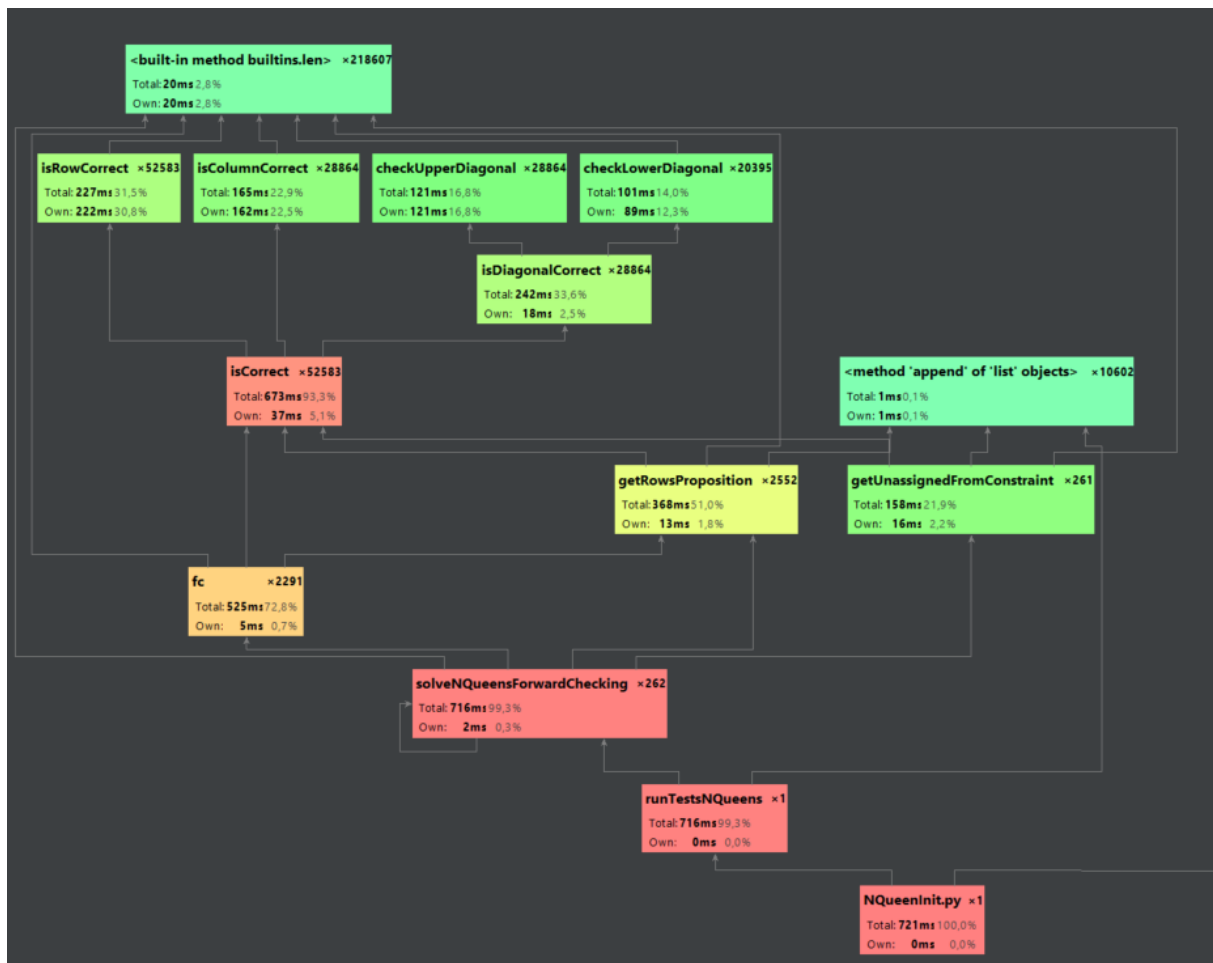 <built-in method builtins.len> ×218607
Total: 20ms 2,8%
Own: 20ms 2,8%
isRowCorrect ×52583
Total: 227ms 31,5%
Own: 222ms 30,8%
isColumnCorrect ×28864
Total: 165ms 22,9%
Own: 162ms 22,5%
checkUpperDiagonal ×28864
Total: 121ms 16,8%
Own: 121ms 16,8%
checkLowerDiagonal ×20395
Total: 101ms 14,0%
Own: 89ms 12,3%
isDiagonalCorrect ×28864
Total: 242ms 33,6%
Own: 18ms 2,5%
isCorrect ×52583
Total: 673ms 93,3%
Own: 37ms 5,1%
<method 'append' of 'list' objects> ×10602
Total: 1ms 0,1%
Own: 1ms 0,1%
getRowsProposition ×2552
Total: 368ms 51,0%
Own: 13ms 1,8%
getUnassignedFromConstraint ×261
Total: 158ms 21,9%
Own: 16ms 2,2%
fc ×2291
Total: 525ms 72,8%
Own: 5ms 0,7%
solveNQueensForwardChecking ×262
Total: 716ms 99,3%
Own: 2ms 0,3%
runTestsNQueens ×1
Total: 716ms 99,3%
Own: 0ms 0,0%
NQueenInit.py ×1
Total: 721ms 100,0%
Own: 0ms 0,0%